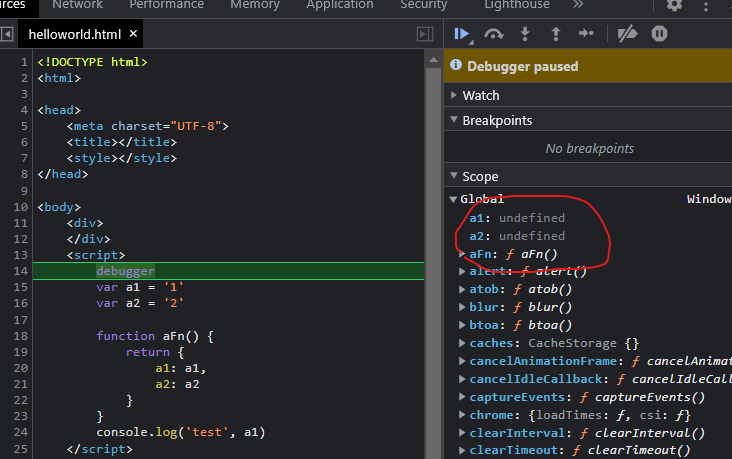 urces Performance Memory Application Security Lighthouse »
helloworld.html ×
1 <!DOCTYPE html>
2 <html>
3
4 <head>
5 <meta charset="UTF-8">
6 <title></title>
7 <style></style>
8 </head>
9
10 <body>
11 <div>
12 </div>
13 <script>
14 debugger
15 var a1 = '1'
16 var a2 = '2'
17
18 function aFn() {
19 return {
20 a1: a1,
21 a2: a2
22 }
23 }
24 console.log('test', a1)
25 </script>
Debugger paused
Watch
Breakpoints
No breakpoints
Scope
Global Window
a1: undefined
a2: undefined
aFn: ƒ aFn()
alert: ƒ alert()
atob: ƒ atob()
blur: ƒ blur()
btoa: ƒ btoa()
caches: CacheStorage {}
cancelAnimationFrame: ƒ cancelAnimat
cancelIdleCallback: ƒ cancelIdleCall
captureEvents: ƒ captureEvents()
chrome: {loadTimes: ƒ, csi: ƒ}
clearInterval: ƒ clearInterval()
clearTimeout: ƒ clearTimeout()